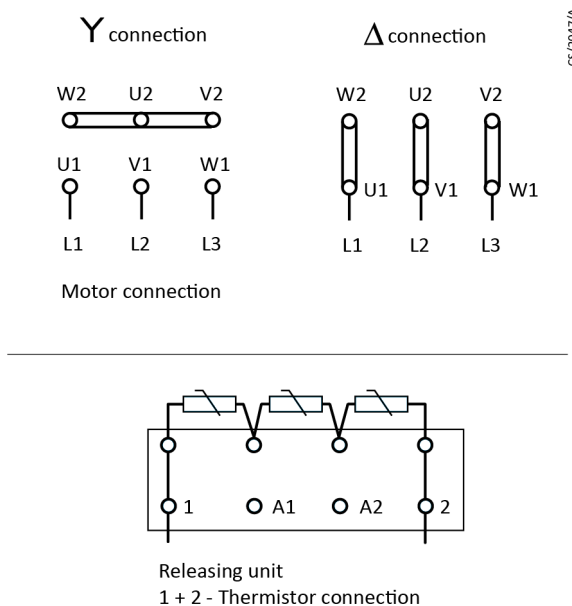 Y connection
Δ connection
W2 U2 V2
U1 V1 W1
L1 L2 L3
W2 U2 V2
U1 V1 W1
L1 L2 L3
Motor connection
1 A1 A2 2
Releasing unit
1 + 2 - Thermistor connection